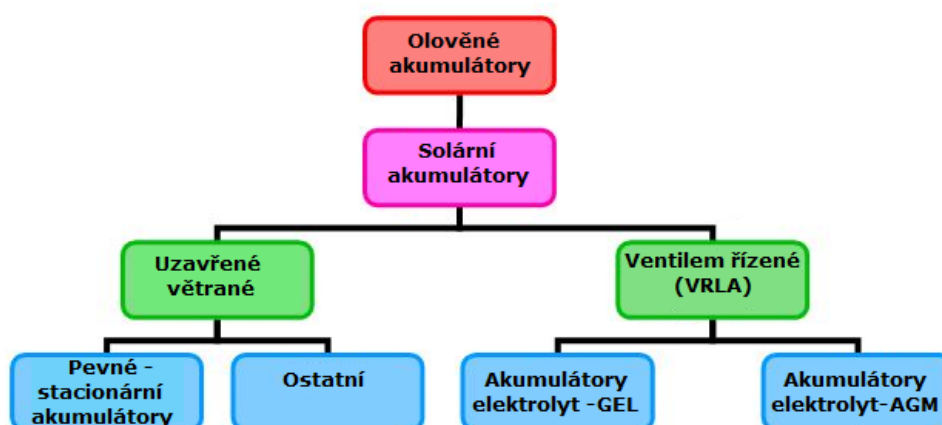 Olověné
akumulátory
Solární
akumulátory
Uzavřené
větrané
Ventilem řízené
(VRLA)
Pevné -
stacionární
akumulátory
Ostatní
Akumulátory
elektrolyt -GEL
Akumulátory
elektrolyt-AGM